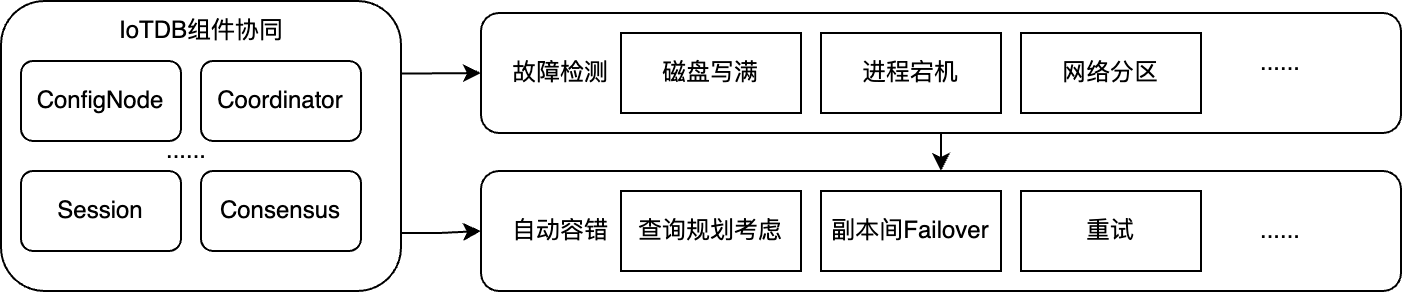 IoTDB组件协同
ConfigNode
Coordinator
......
Session
Consensus
故障检测
磁盘写满
进程宕机
网络分区
......
自动容错
查询规划考虑
副本间Failover
重试
......